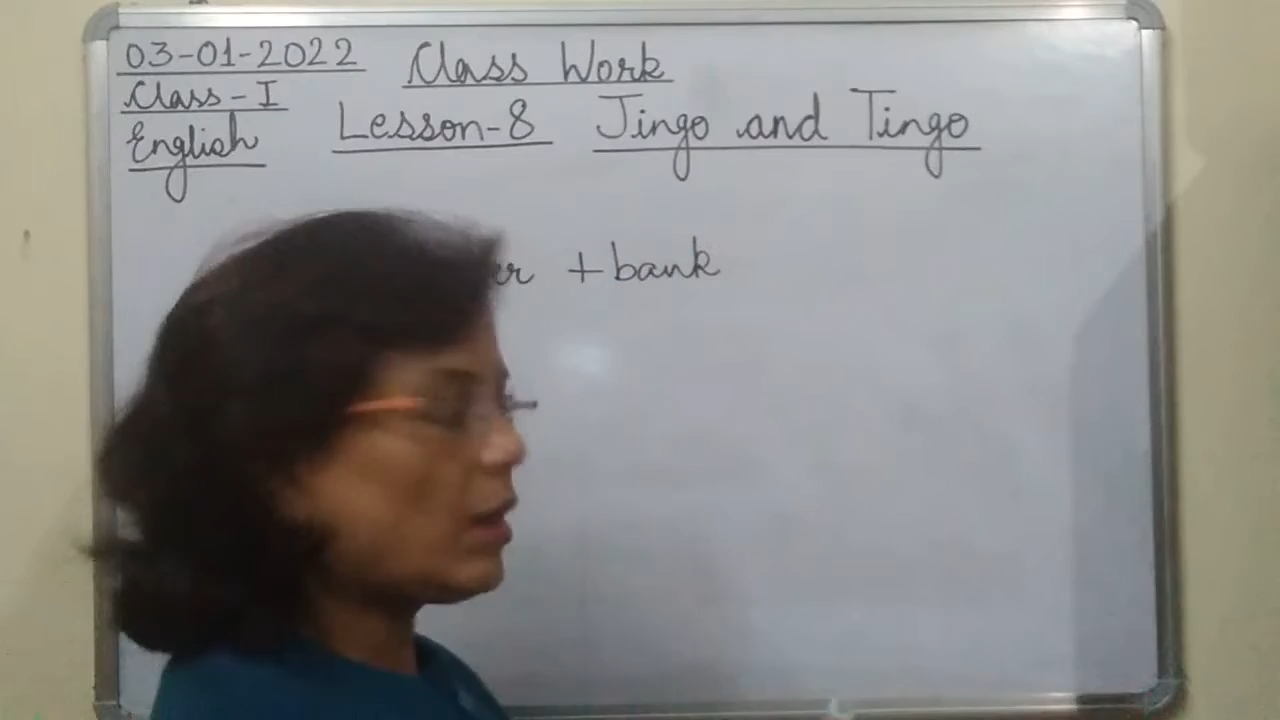 03-01-2022 Class Work
Class-I
English Lesson-8 Jingo and Tingo
+bank